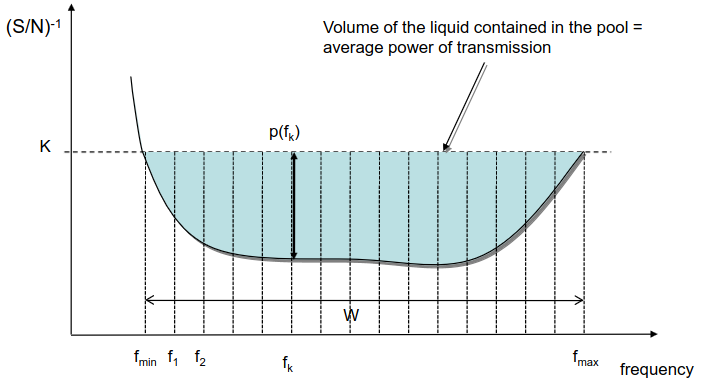 (S/N)-1
Volume of the liquid contained in the pool =
average power of transmission
p(fk)
K
W
fmin f1 f2 fk fmax
frequency